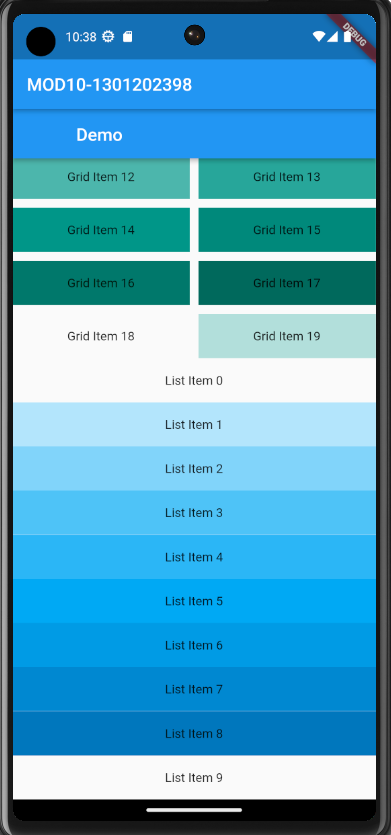 10:38
DEBUG
MOD10-1301202398
Demo
Grid Item 12 Grid Item 13
Grid Item 14 Grid Item 15
Grid Item 16 Grid Item 17
Grid Item 18 Grid Item 19
List Item 0
List Item 1
List Item 2
List Item 3
List Item 4
List Item 5
List Item 6
List Item 7
List Item 8
List Item 9